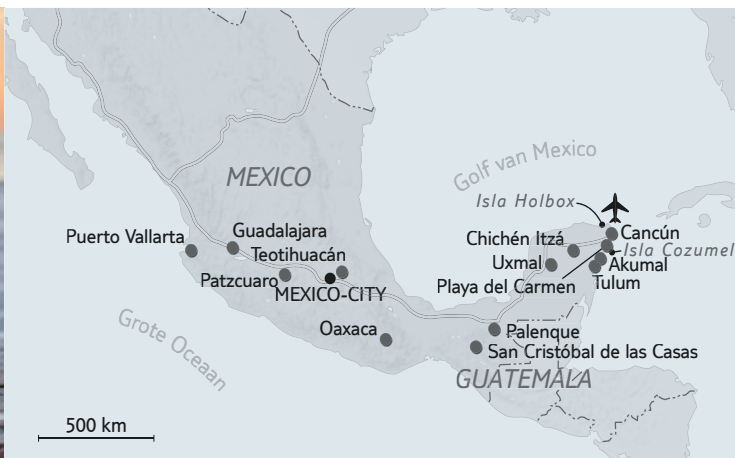 MEXICO
Golf van Mexico
Isla Holbox
Puerto Vallarta
Guadalajara
Chichén Itzá
Cancún
Isla Cozumel
Teotihuacán
Uxmal
Akumal
Patzcuaro
MEXICO-CITY
Playa del Carmen
Tulum
Grote Oceaan
Oaxaca
Palenque
San Cristóbal de las Casas
GUATEMALA
500 km